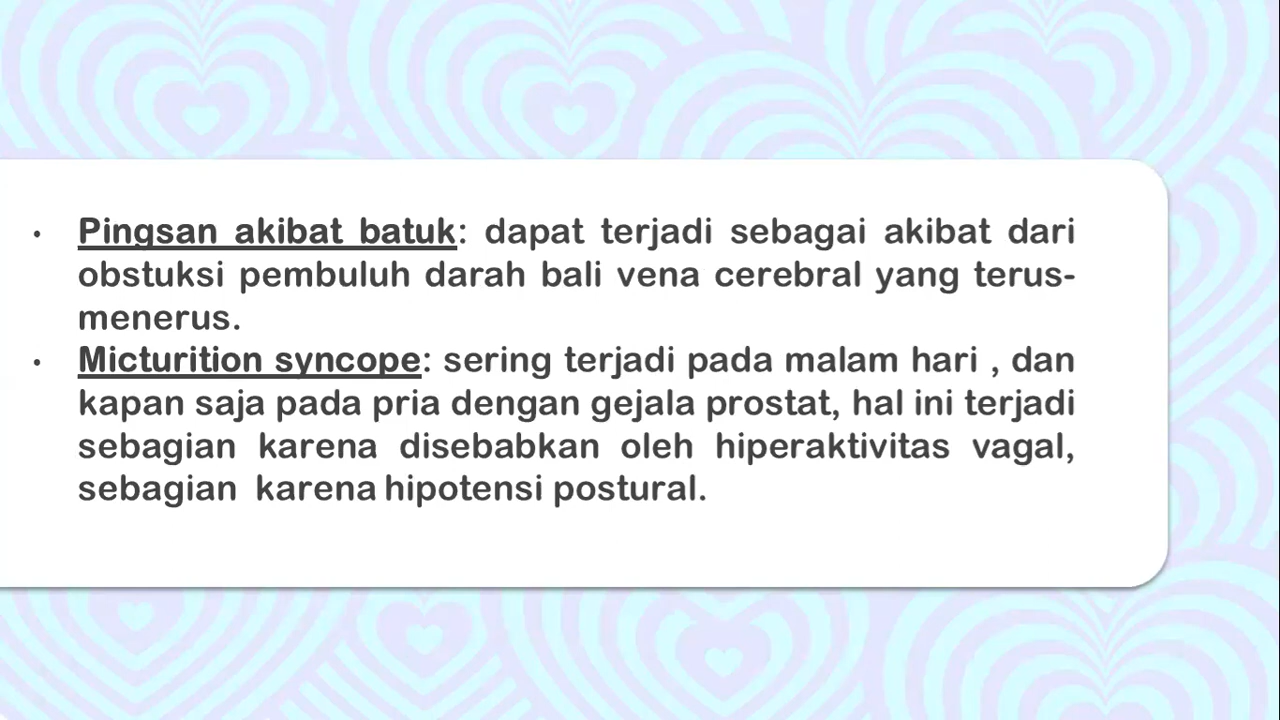 • Pingsan akibat batuk: dapat terjadi sebagai akibat dari
obstuksi pembuluh darah bali vena cerebral yang terus-
menerus.
• Micturition syncope: sering terjadi pada malam hari , dan
kapan saja pada pria dengan gejala prostat, hal ini terjadi
sebagian karena disebabkan oleh hiperaktivitas vagal,
sebagian karena hipotensi postural.